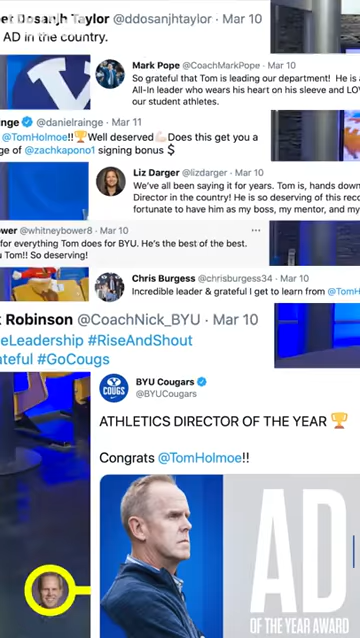 et Dosanjh Taylor @ddosanjhtaylor · Mar 10
AD in the country.
Mark Pope @CoachMarkPope · Mar 10
So grateful that Tom is leading our department! He is a
All-In leader who wears his heart on his sleeve and LOV
our student athletes.
inge @danielrainge · Mar 11
@TomHolmoe!!🏆Well deserved💪🏻Does this get you a
ge of @zachkapono1 signing bonus $
Liz Darger @lizdarger · Mar 10
We've all been saying it for years. Tom is, hands down
Director in the country! He is so deserving of this reco
fortunate to have him as my boss, my mentor, and my
ower @whitneybower8 · Mar 10
for everything Tom does for BYU. He's the best of the best.
u Tom!! So deserving!
Chris Burgess @chrisburgess34 · Mar 10
Incredible leader & grateful I get to learn from @TomH
k Robinson @CoachNick_BYU · Mar 10
eLeadership #RiseAndShout
ateful #GoCougs
BYU Cougars
@BYUCougars
COUGS
ATHLETICS DIRECTOR OF THE YEAR 🏆
Congrats @TomHolmoe!!
AD
OF THE YEAR AWARD